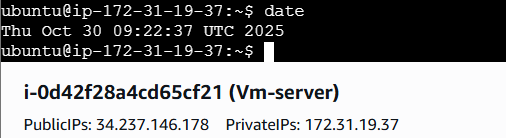 ubuntu@ip-172-31-19-37:~$ date
Thu Oct 30 09:22:37 UTC 2025
ubuntu@ip-172-31-19-37:~$
i-0d42f28a4cd65cf21 (Vm-server)
PublicIPs: 34.237.146.178 PrivateIPs: 172.31.19.37